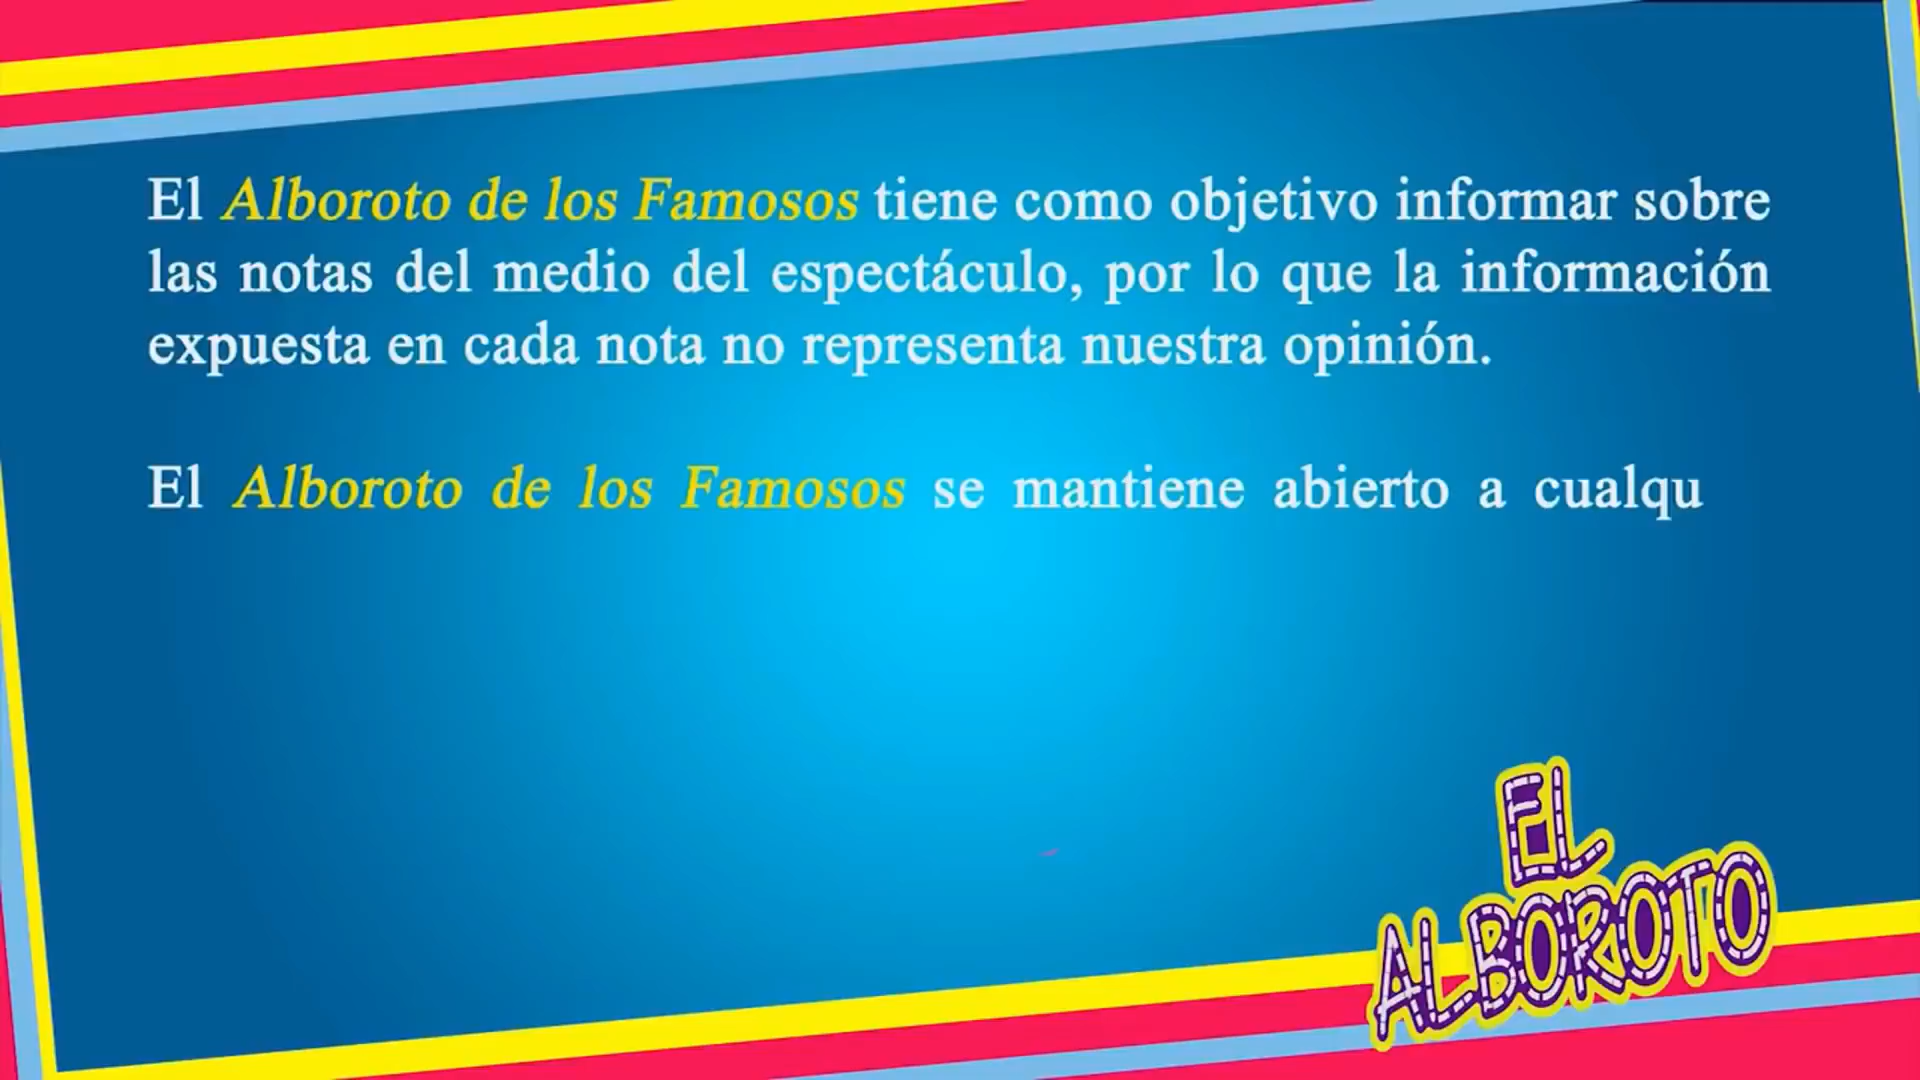 El Alboroto de los Famosos tiene como objetivo informar sobre
las notas del medio del espectáculo, por lo que la información
expuesta en cada nota no representa nuestra opinión.
El Alboroto de los Famosos se mantiene abierto a cualqu
EL
ALBOROTO